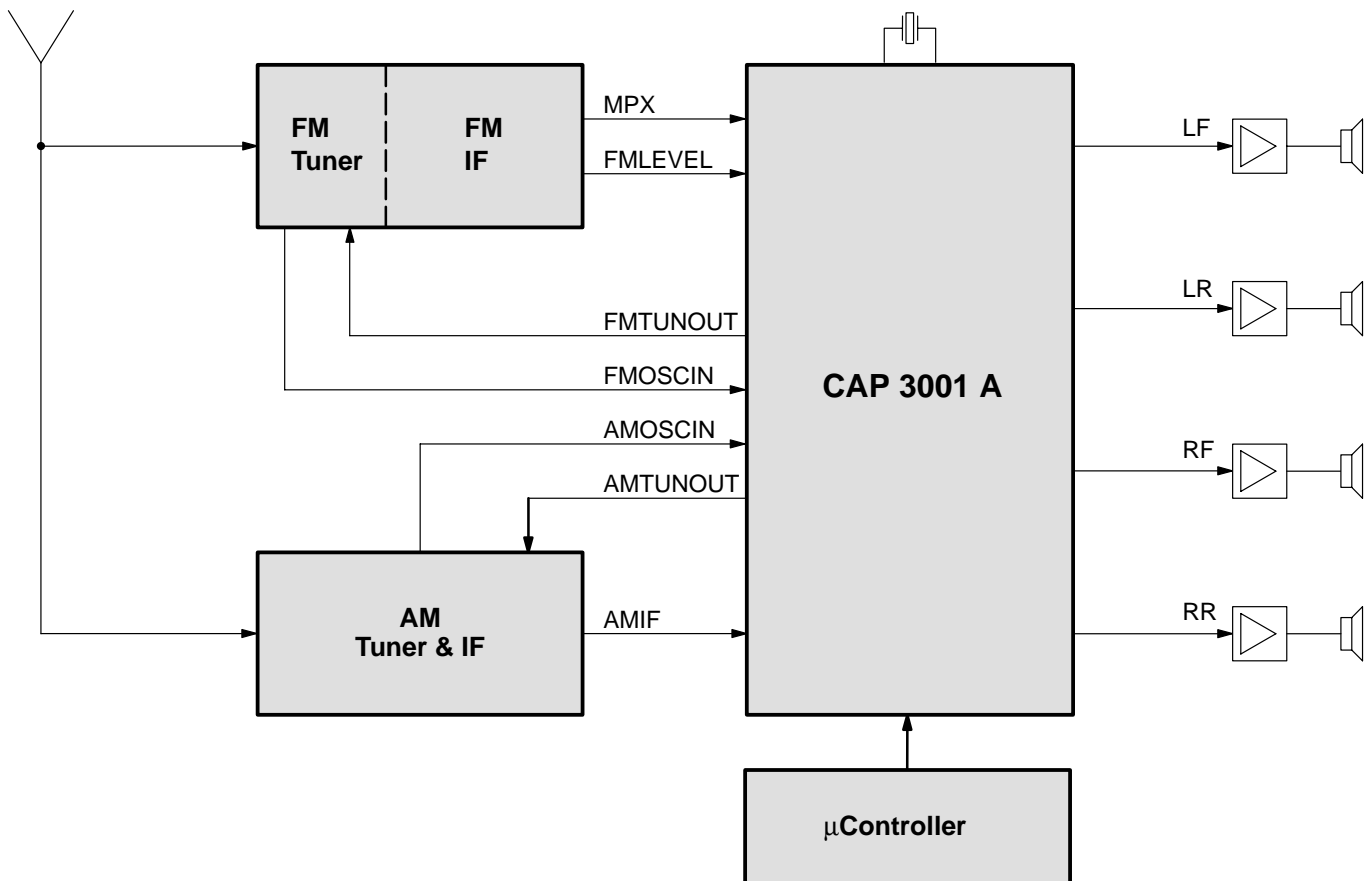 FM
Tuner
FM
IF
MPX
FMLEVEL
FMTUNOUT
FMOSCIN
AMOSCIN
AMTUNOUT
AM
Tuner & IF
AMIF
CAP 3001 A
LF
LR
RF
RR
μController